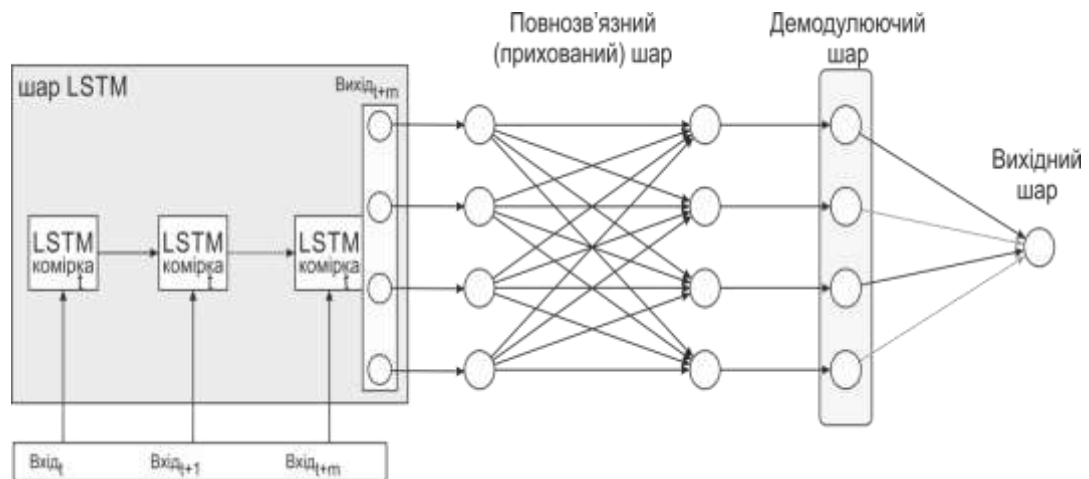 Повнозв'язний
(прихований) шар
Демодулюючий
шар
шар LSTM
Вихідt+m
Вихідний
шар
LSTM
комірка
t
LSTM
комірка
t
LSTM
комірка
t
Вхідt
Вхідt+1
Вхідt+m